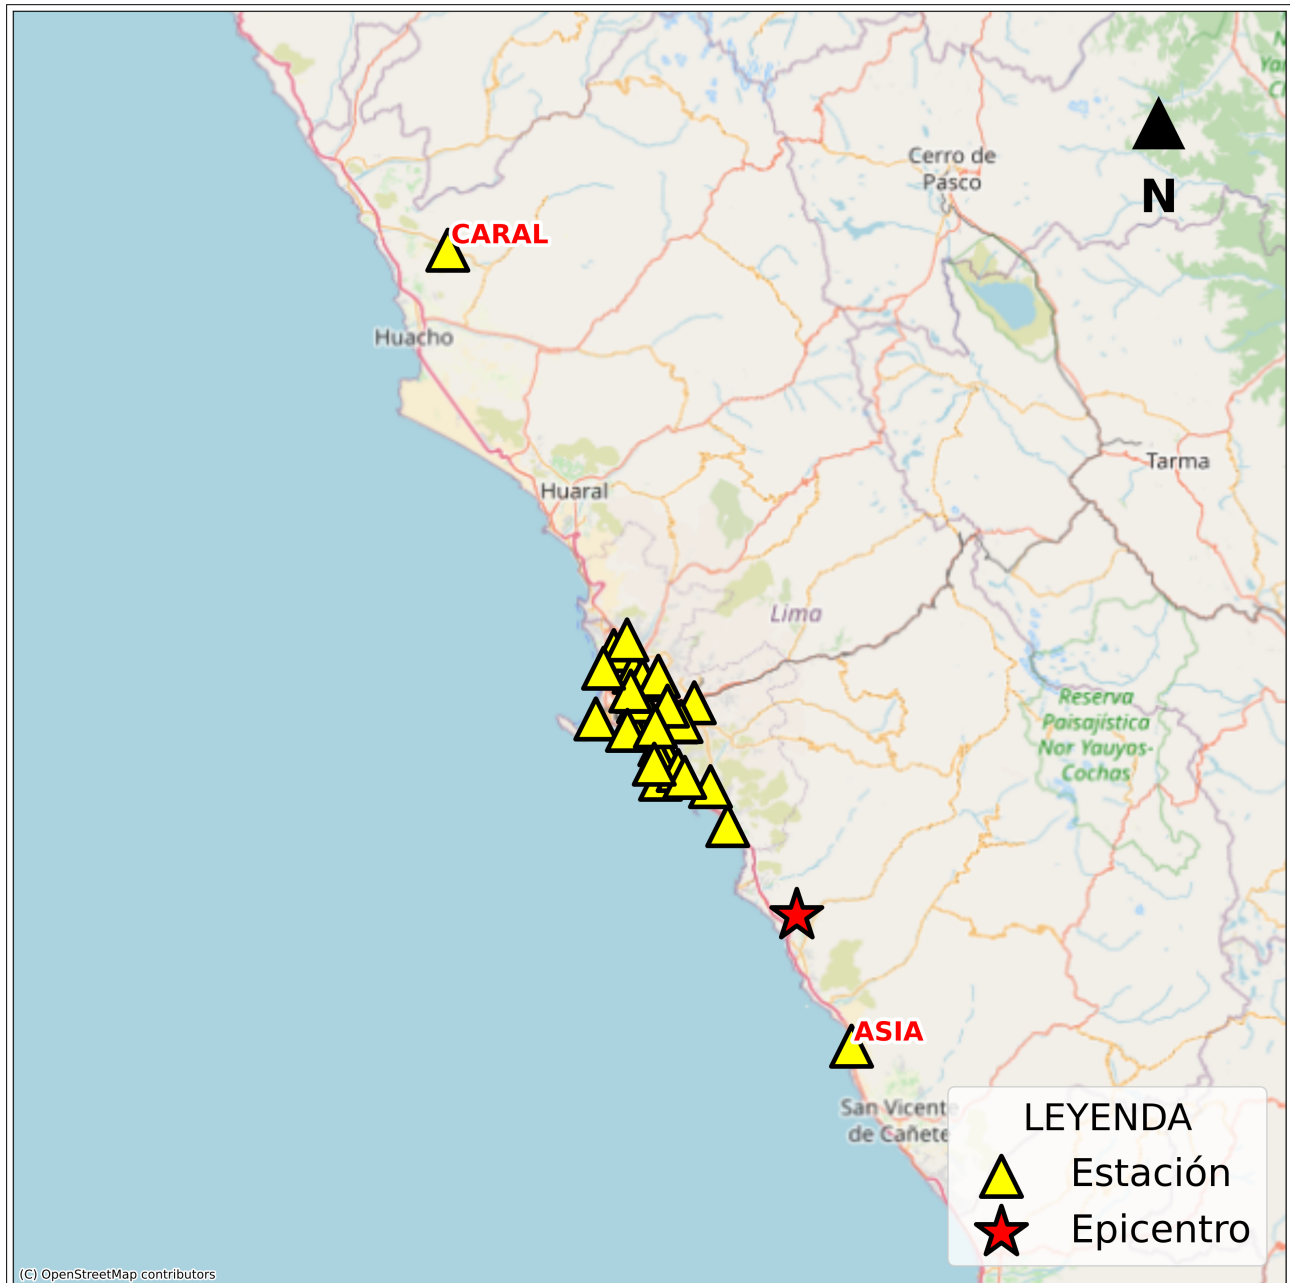 Cerro de
Pasco
N
CARAL
Huacho
Tarma
Huaral
Lima
Reserva
Paisajística
Nor Yauyos-
Cochas
ASIA
San Vicente
de Cañete
LEYENDA
Estación
Epicentro
(C) OpenStreetMap contributors